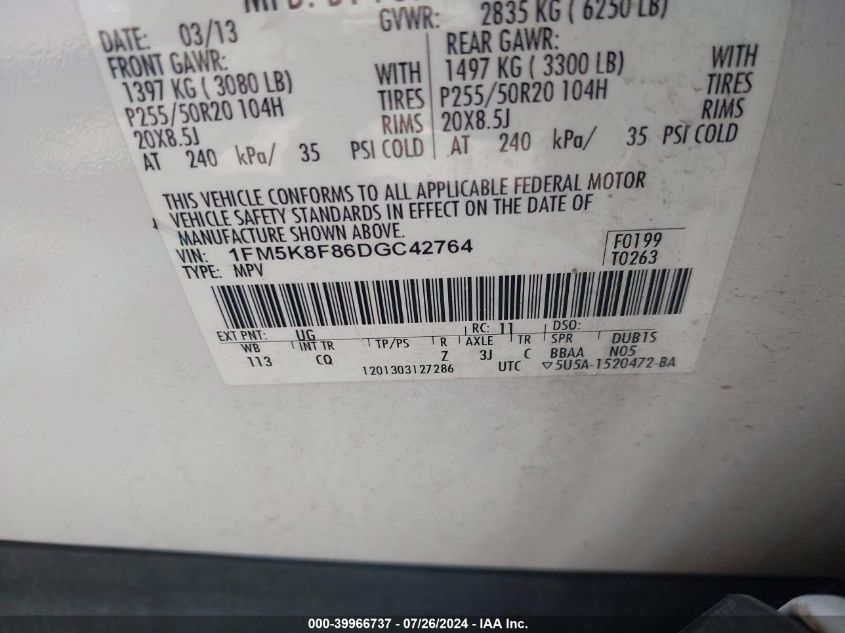 MFD. BY
GVWR: 2835 KG ( 6250 LB)
DATE: 03/13
FRONT GAWR:
1397 KG ( 3080 LB) WITH
P255/50R20 104H TIRES
20X8.5J RIMS
AT 240 kPa/ 35 PSI COLD
REAR GAWR:
1497 KG ( 3300 LB) WITH
P255/50R20 104H TIRES
20X8.5J RIMS
AT 240 kPa/ 35 PSI COLD
THIS VEHICLE CONFORMS TO ALL APPLICABLE FEDERAL MOTOR
VEHICLE SAFETY STANDARDS IN EFFECT ON THE DATE OF
MANUFACTURE SHOWN ABOVE.
VIN: 1FM5K8F86DGC42764
TYPE: MPV
F0199
T0263
EXT PNT: UG RC: 11 DSO:
WB INT TR TP/PS R AXLE TR SPR DUB1S
113 CQ Z 3J C BBAA N05
1201303127286 UTC ▽5U5A-1520472-BA
000-39966737 / 07/26/2024 / IAA Inc.